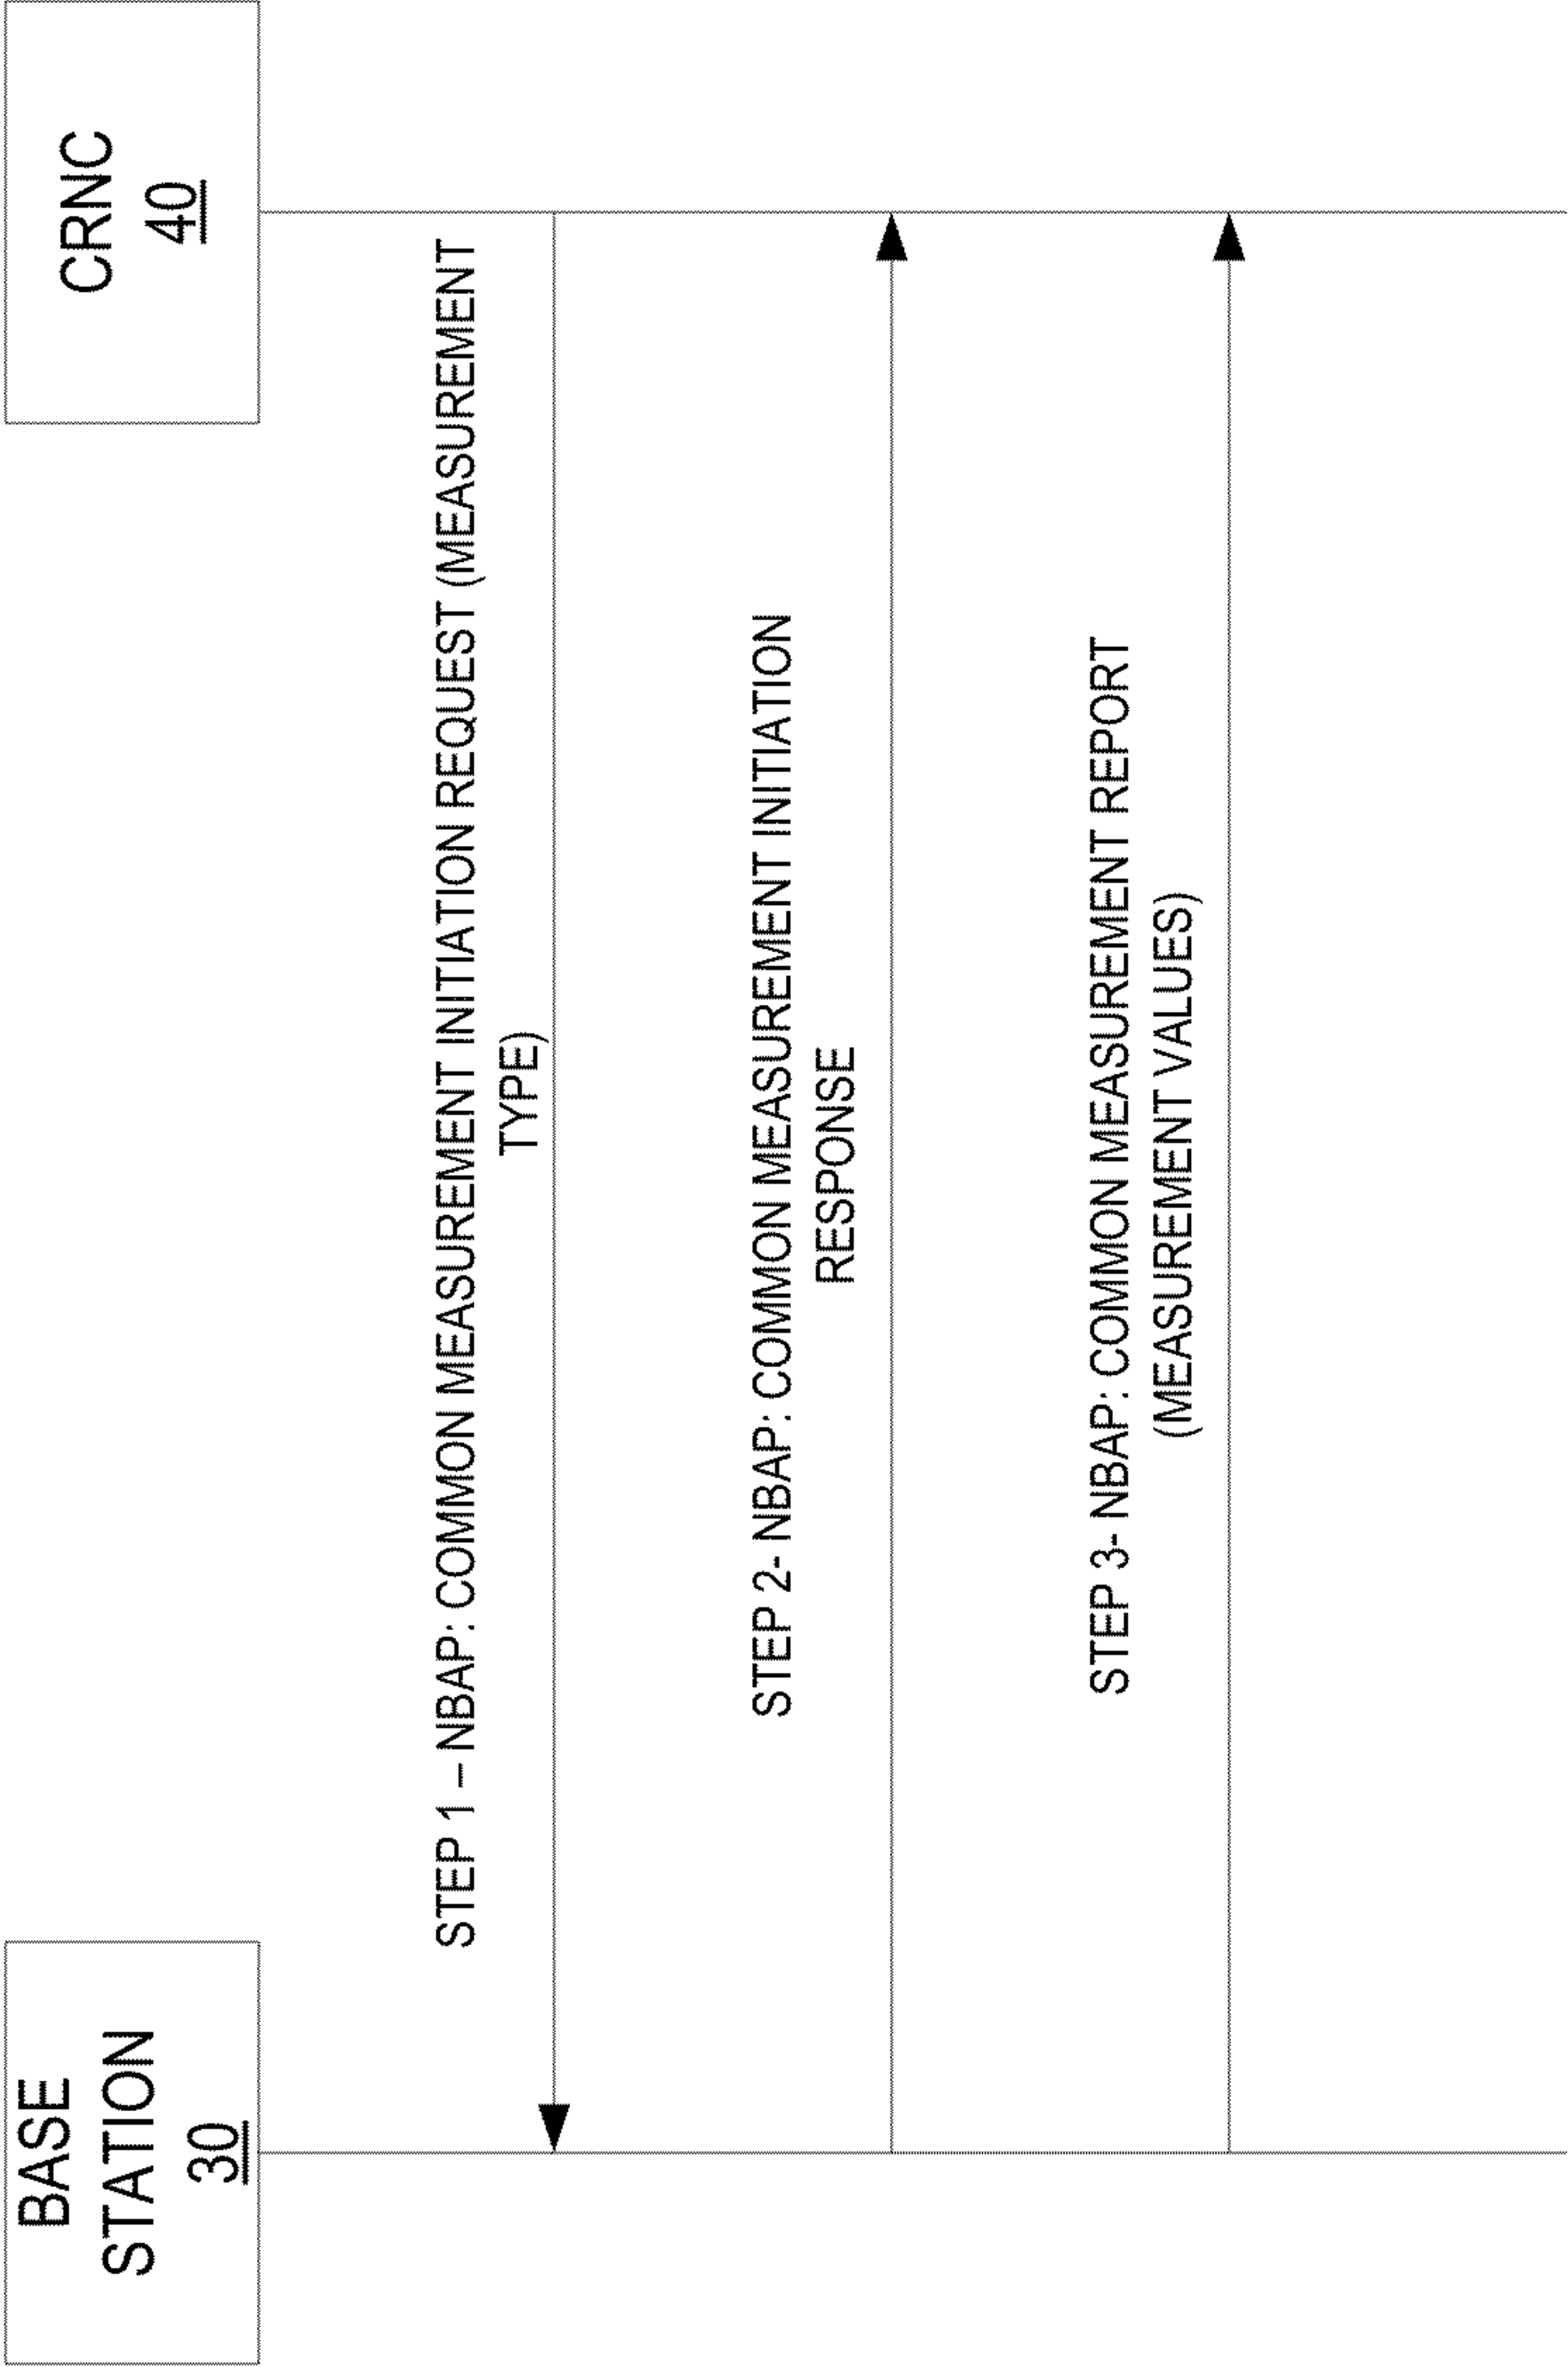 BASE
STATION
30
CRNC
40
STEP 1 – NBAP: COMMON MEASUREMENT INITIATION REQUEST (MEASUREMENT
TYPE)
STEP 2- NBAP: COMMON MEASUREMENT INITIATION
RESPONSE
STEP 3- NBAP: COMMON MEASUREMENT REPORT
(MEASUREMENT VALUES)